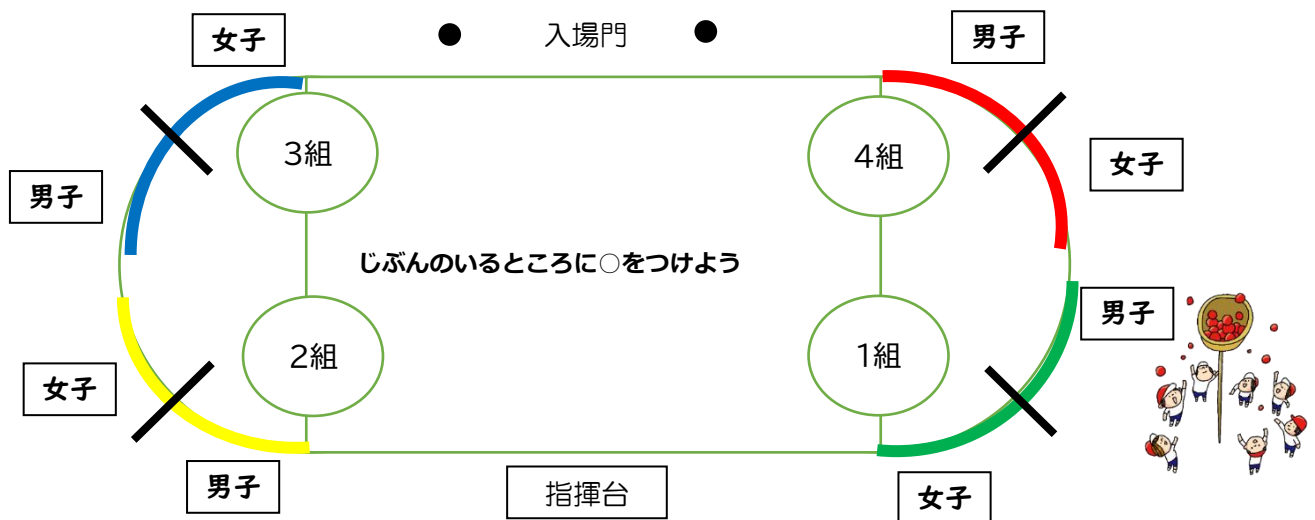 女子
入場門
男子
3組
4組
男子
女子
じぶんのいるところに○をつけよう
男子
2組
1組
女子
男子
指揮台
女子